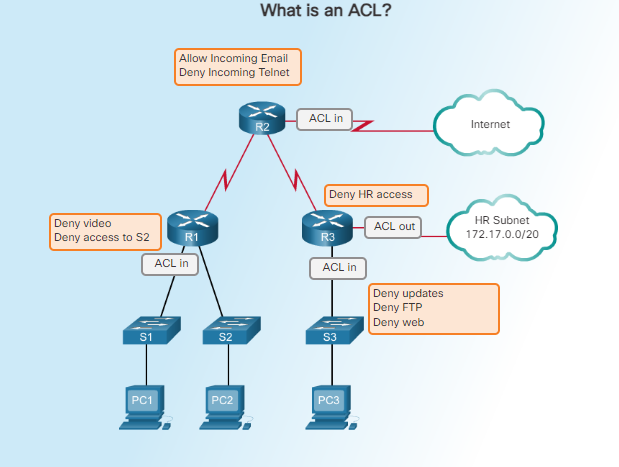 What is an ACL?
Allow Incoming Email
Deny Incoming Telnet
R2
ACL in
Internet
Deny HR access
Deny video
Deny access to S2
R1
ACL in
R3
ACL out
HR Subnet
172.17.0.0/20
ACL in
Deny updates
Deny FTP
Deny web
S1
S2
S3
PC1
PC2
PC3